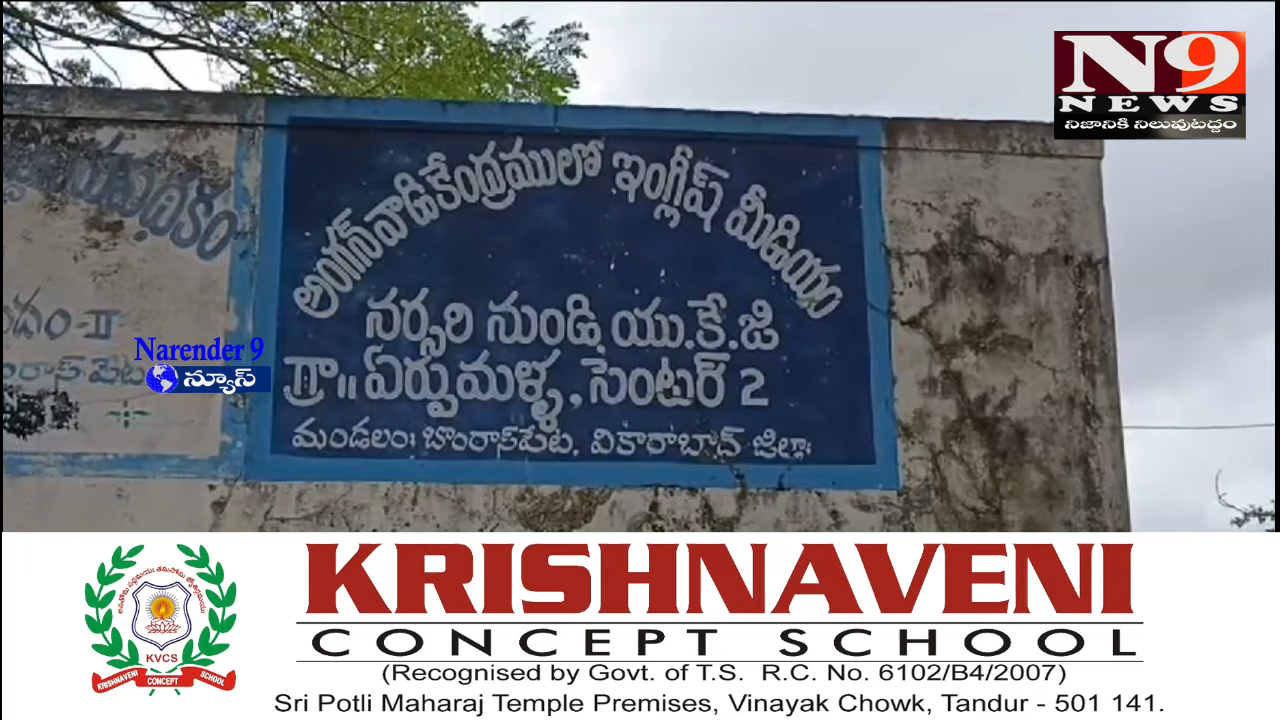 N9
NEWS
నిజానికి నిలువుటద్దం
అంగన్‌వాడి కేంద్రములో ఇంగ్లీష్ మీడియం
నర్సరి నుండి యు.కే.జి
గ్రా॥ ఏర్పుమళ్ళ, సెంటర్ 2
మండలం: బొంరాస్‌పేట, వికారాబాద్ జిల్లా:
-II
Narender 9
న్యూస్
KRISHNAVENI
CONCEPT SCHOOL
(Recognised by Govt. of T.S. R.C. No. 6102/B4/2007)
Sri Potli Maharaj Temple Premises, Vinayak Chowk, Tandur - 501 141.
KVCS
KRISHNAVENI CONCEPT SCHOOL